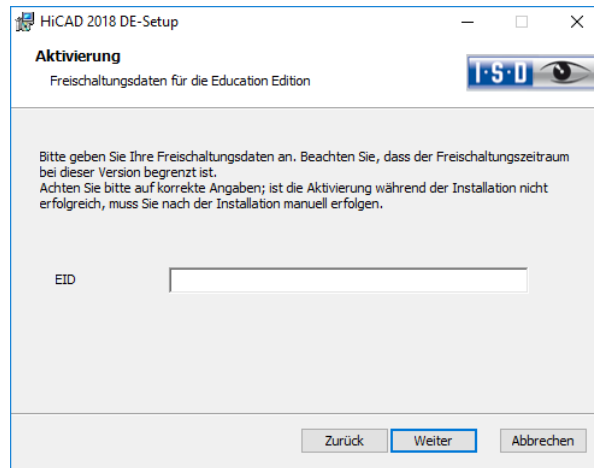 HiCAD 2018 DE-Setup
Aktivierung
Freischaltungsdaten für die Education Edition
I·S·D
Bitte geben Sie Ihre Freischaltungsdaten an. Beachten Sie, dass der Freischaltungszeitraum
bei dieser Version begrenzt ist.
Achten Sie bitte auf korrekte Angaben; ist die Aktivierung während der Installation nicht
erfolgreich, muss Sie nach der Installation manuell erfolgen.
EID
Zurück
Weiter
Abbrechen